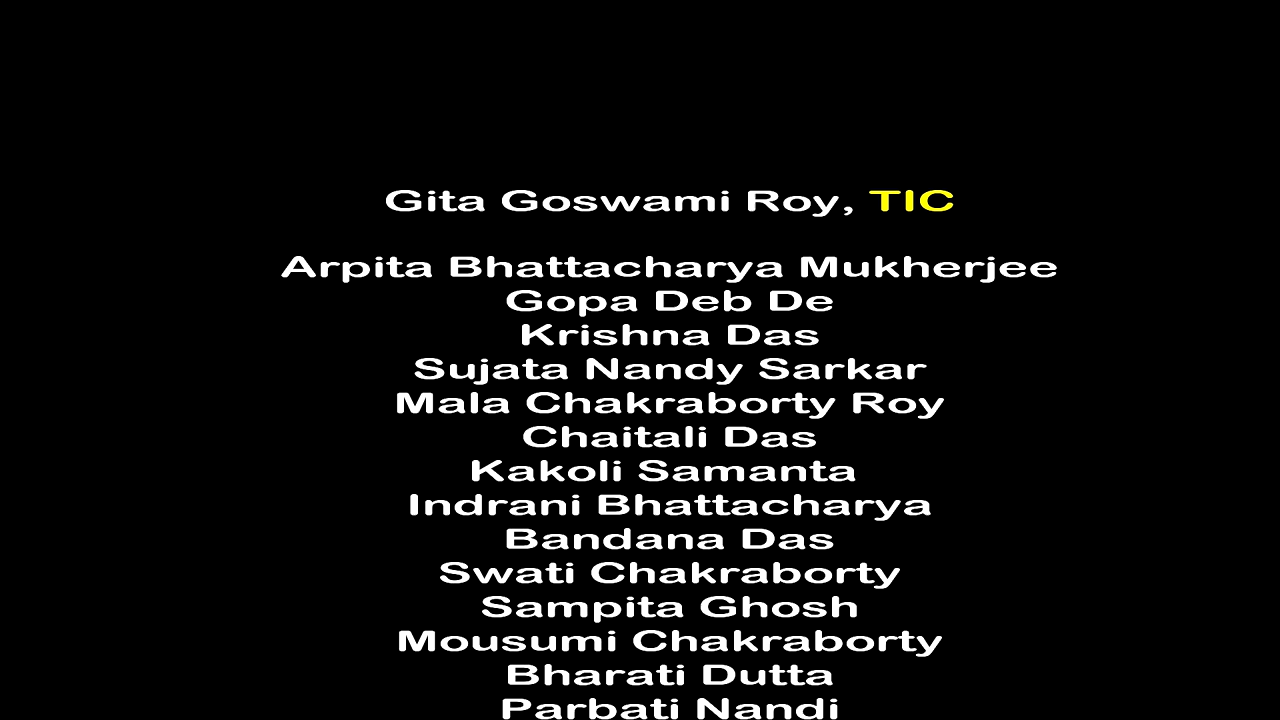 Gita Goswami Roy, TIC
Arpita Bhattacharya Mukherjee
Gopa Deb De
Krishna Das
Sujata Nandy Sarkar
Mala Chakraborty Roy
Chaitali Das
Kakoli Samanta
Indrani Bhattacharya
Bandana Das
Swati Chakraborty
Sampita Ghosh
Mousumi Chakraborty
Bharati Dutta
Parbati Nandi